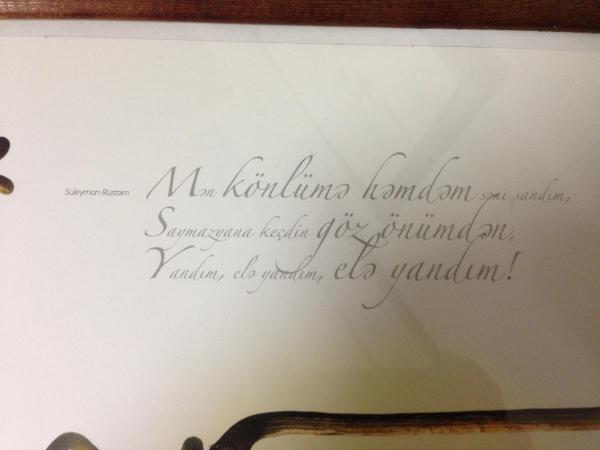 Süleyman Rüstəm
Mən könlümə həmdəm səni sandım,
Saymazyana keçdin göz önümdən,
Yandım, elə yandım, elə yandım!